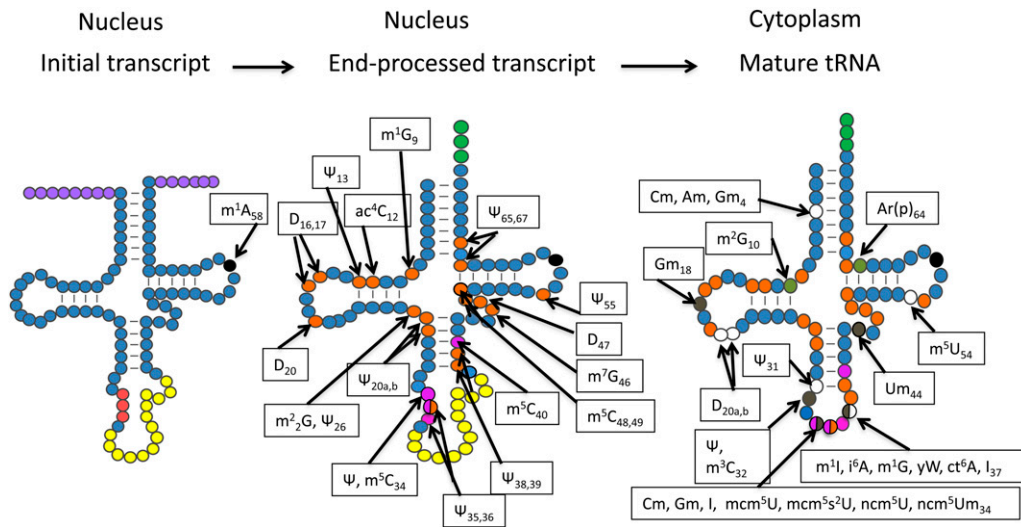 Nucleus
Initial transcript
Nucleus
End-processed transcript
Cytoplasm
Mature tRNA
m¹A₅₈
m¹G₉
Ψ₁₃
ac⁴C₁₂
D₁₆,₁₇
Ψ₆₅,₆₇
Ψ₅₅
D₄₇
m⁷G₄₆
m⁵C₄₈,₄₉
m⁵C₄₀
D₂₀
Ψ₂₀ₐ,b
m²₂G, Ψ₂₆
Ψ, m⁵C₃₄
Ψ₃₈,₃₉
Ψ₃₅,₃₆
Cm, Am, Gm₄
Ar(p)₆₄
m²G₁₀
Gm₁₈
m⁵U₅₄
Ψ₃₁
Um₄₄
D₂₀ₐ,b
Ψ,
m³C₃₂
m¹I, i⁶A, m¹G, yW, ct⁶A, I₃₇
Cm, Gm, I, mcm⁵U, mcm⁵s²U, ncm⁵U, ncm⁵Um₃₄